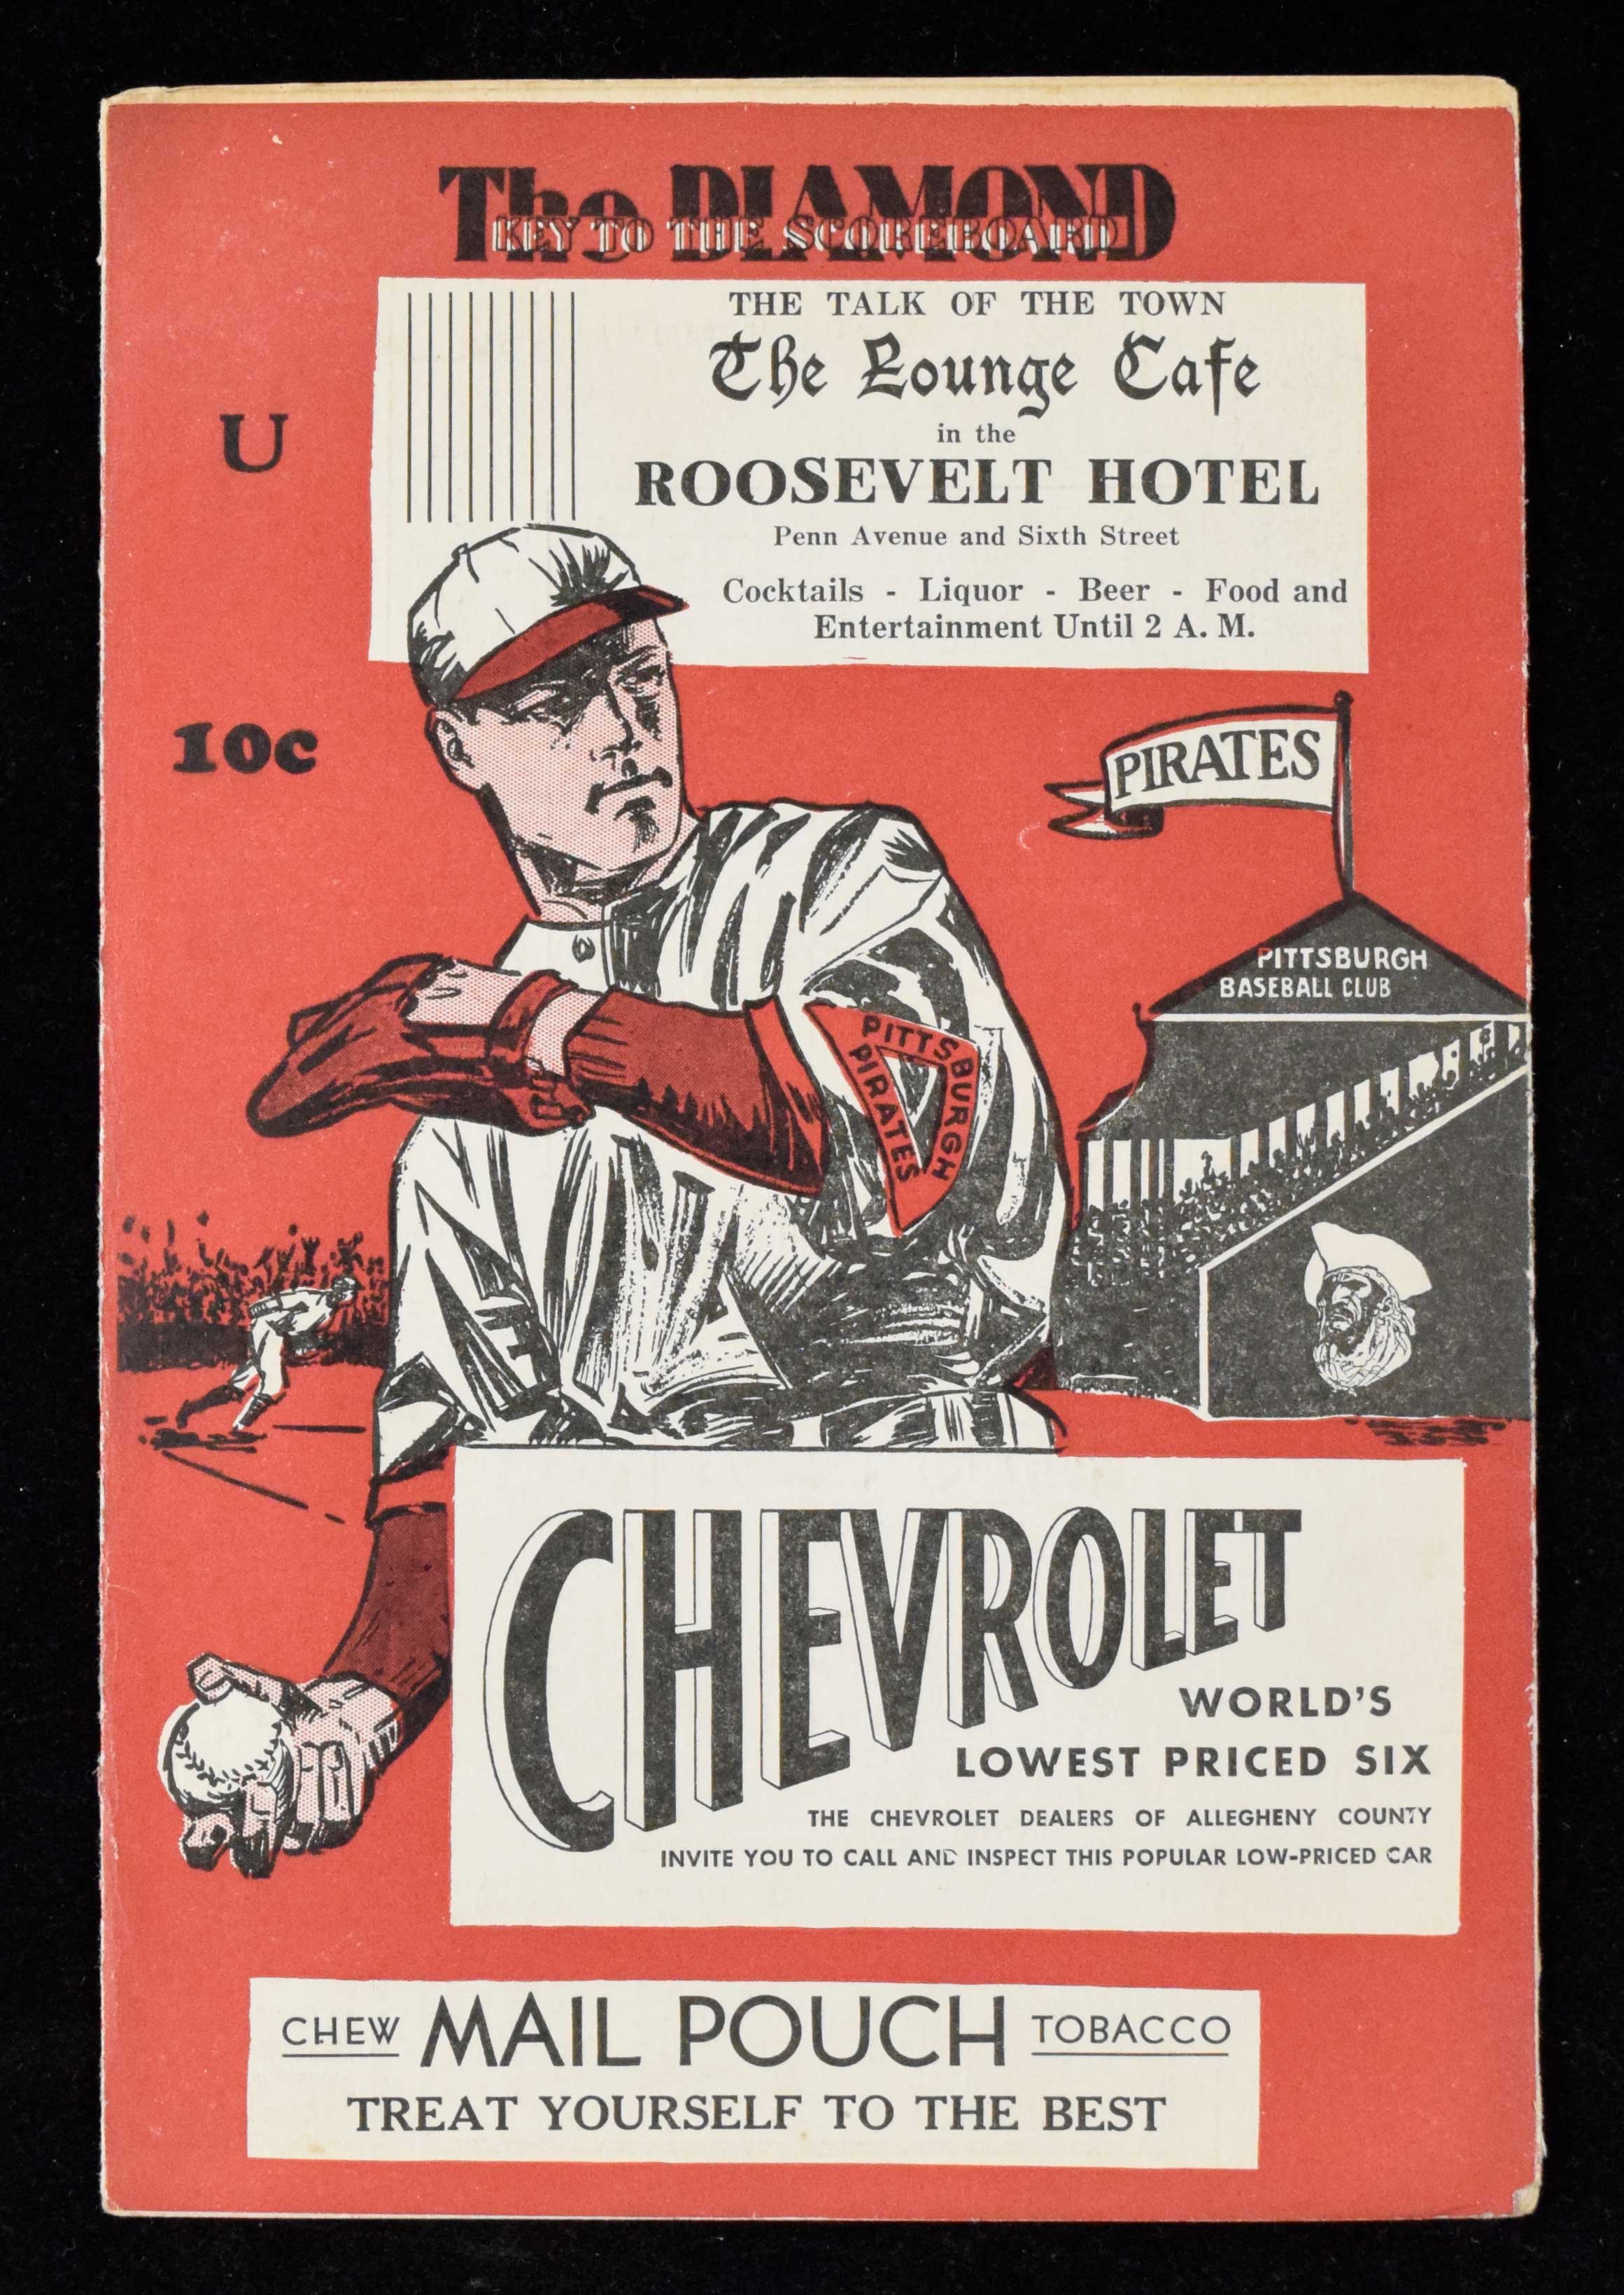 The DIAMOND
KEY TO THE SCOREBOARD
U
10c
THE TALK OF THE TOWN
The Lounge Cafe
in the
ROOSEVELT HOTEL
Penn Avenue and Sixth Street
Cocktails - Liquor - Beer - Food and
Entertainment Until 2 A. M.
PIRATES
PITTSBURGH
BASEBALL CLUB
PITTSBURGH
PIRATES
CHEVROLET
WORLD'S
LOWEST PRICED SIX
THE CHEVROLET DEALERS OF ALLEGHENY COUNTY
INVITE YOU TO CALL AND INSPECT THIS POPULAR LOW-PRICED CAR
CHEW MAIL POUCH TOBACCO
TREAT YOURSELF TO THE BEST